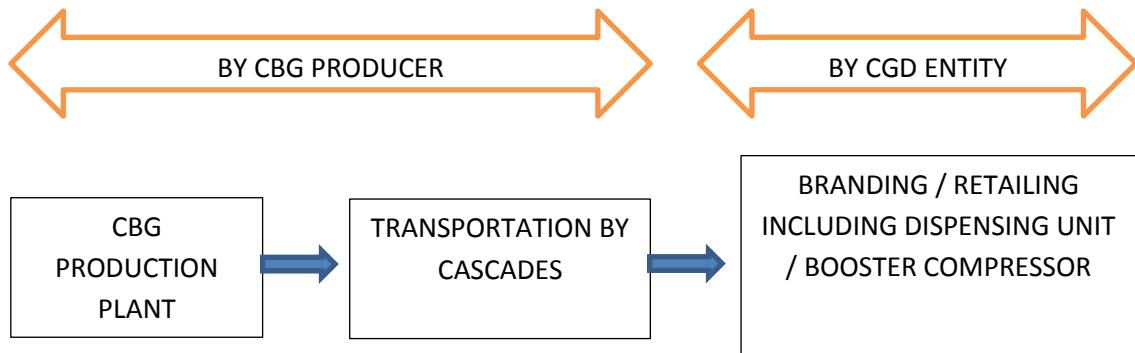 BY CBG PRODUCER
BY CGD ENTITY
CBG
PRODUCTION
PLANT
TRANSPORTATION BY
CASCADES
BRANDING / RETAILING
INCLUDING DISPENSING UNIT
/ BOOSTER COMPRESSOR